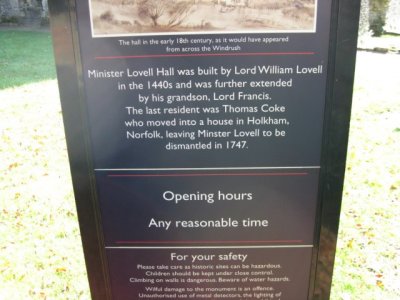 The hall in the early 18th century, as it would have appeared
from across the Windrush
Minister Lovell Hall was built by Lord William Lovell
in the 1440s and was further extended
by his grandson, Lord Francis.
The last resident was Thomas Coke
who moved into a house in Holkham,
Norfolk, leaving Minster Lovell to be
dismantled in 1747.
Opening hours
Any reasonable time
For your safety
Please take care as historic sites can be hazardous.
Children should be kept under close control.
Climbing on walls is dangerous. Beware of water hazards.
Wilful damage to the monument is an offence.
Unauthorised use of metal detectors, the lighting of